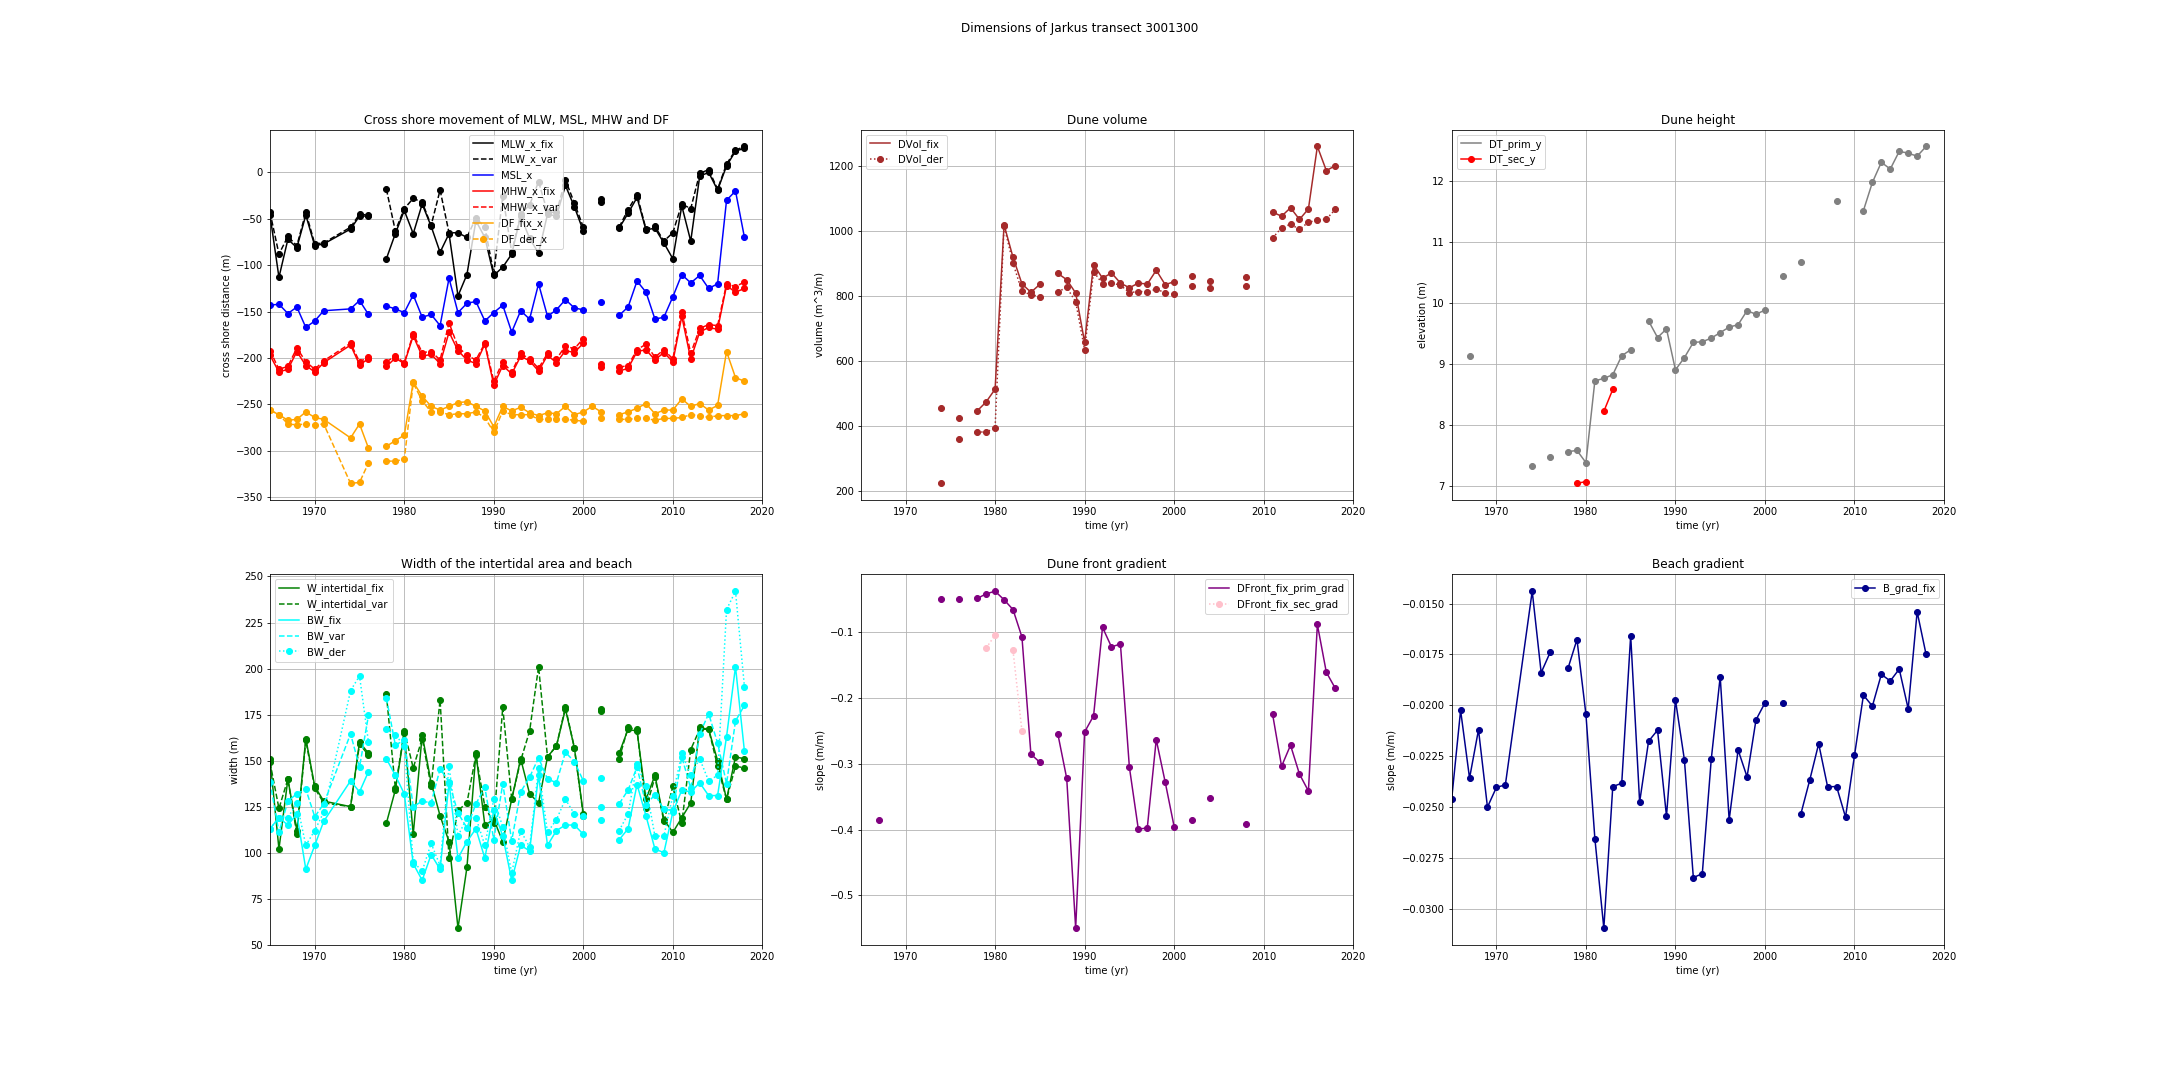 Dimensions of Jarkus transect 3001300
Cross shore movement of MLW, MSL, MHW and DF
MLW_x_fix
MLW_x_var
MSL_x
MHW_x_fix
MHW_x_var
DF_fix_x
DF_der_x
0
−50
−100
−150
−200
−250
−300
−350
cross shore distance (m)
1970 1980 1990 2000 2010 2020
time (yr)
Dune volume
DVol_fix
DVol_der
1200
1000
800
600
400
200
volume (m^3/m)
1970 1980 1990 2000 2010 2020
time (yr)
Dune height
DT_prim_y
DT_sec_y
12
11
10
9
8
7
elevation (m)
1970 1980 1990 2000 2010 2020
time (yr)
Width of the intertidal area and beach
W_intertidal_fix
W_intertidal_var
BW_fix
BW_var
BW_der
250
225
200
175
150
125
100
75
50
width (m)
1970 1980 1990 2000 2010 2020
time (yr)
Dune front gradient
DFront_fix_prim_grad
DFront_fix_sec_grad
−0.1
−0.2
−0.3
−0.4
−0.5
slope (m/m)
1970 1980 1990 2000 2010 2020
time (yr)
Beach gradient
B_grad_fix
−0.0150
−0.0175
−0.0200
−0.0225
−0.0250
−0.0275
−0.0300
slope (m/m)
1970 1980 1990 2000 2010 2020
time (yr)